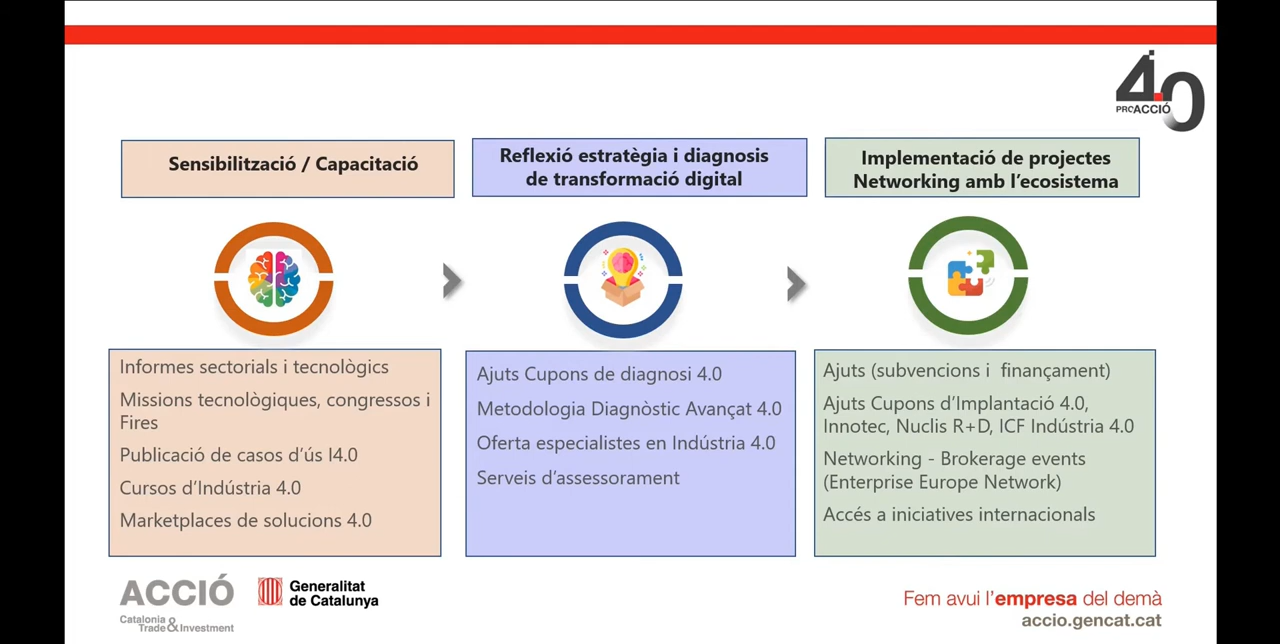 4.0
PROACCIÓ
Sensibilització / Capacitació
Reflexió estratègia i diagnosis
de transformació digital
Implementació de projectes
Networking amb l’ecosistema
Informes sectorials i tecnològics
Missions tecnològiques, congressos i
Fires
Publicació de casos d’ús I4.0
Cursos d’Indústria 4.0
Marketplaces de solucions 4.0
Ajuts Cupons de diagnosi 4.0
Metodologia Diagnòstic Avançat 4.0
Oferta especialistes en Indústria 4.0
Serveis d’assessorament
Ajuts (subvencions i finançament)
Ajuts Cupons d’Implantació 4.0,
Innotec, Nuclis R+D, ICF Indústria 4.0
Networking - Brokerage events
(Enterprise Europe Network)
Accés a iniciatives internacionals
ACCIÓ
Catalonia
Trade & Investment
Generalitat
de Catalunya
Fem avui l’empresa del demà
accio.gencat.cat